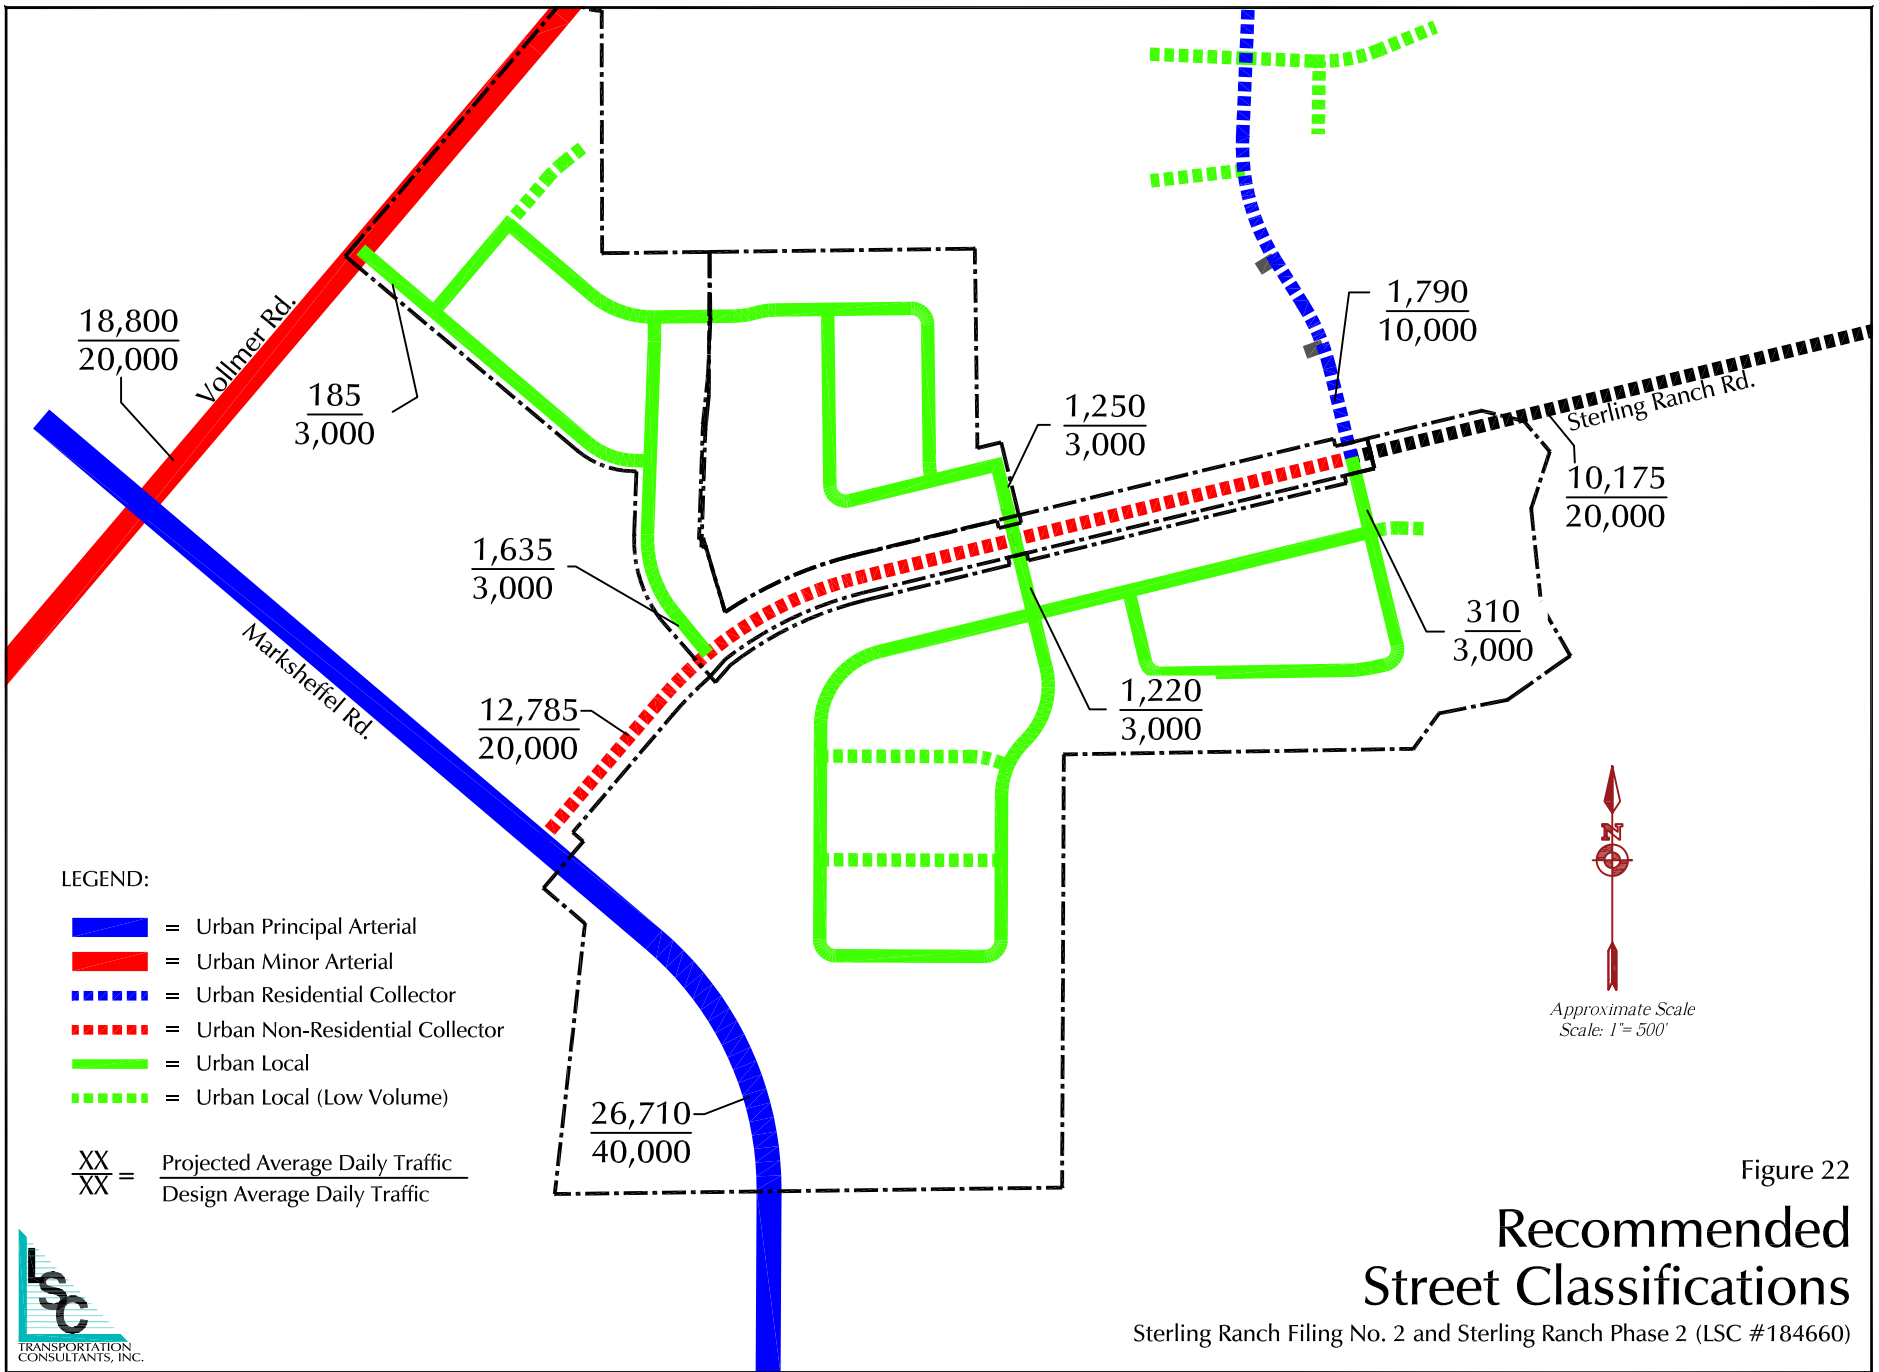 18,800
20,000
Vollmer Rd.
185
3,000
1,790
10,000
1,250
3,000
Sterling Ranch Rd.
10,175
20,000
1,635
3,000
310
3,000
Marksheffel Rd.
12,785
20,000
1,220
3,000
N
Approximate Scale
Scale: 1"= 500'
LEGEND:
= Urban Principal Arterial
= Urban Minor Arterial
= Urban Residential Collector
= Urban Non-Residential Collector
= Urban Local
= Urban Local (Low Volume)
XX
XX
=
Projected Average Daily Traffic
Design Average Daily Traffic
26,710
40,000
Figure 22
Recommended
Street Classifications
Sterling Ranch Filing No. 2 and Sterling Ranch Phase 2 (LSC #184660)
LSC
TRANSPORTATION
CONSULTANTS, INC.